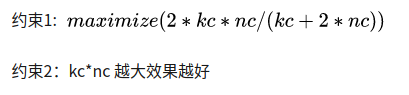 约束1: maximize(2 * kc * nc/(kc + 2 * nc))
约束2：kc*nc 越大效果越好